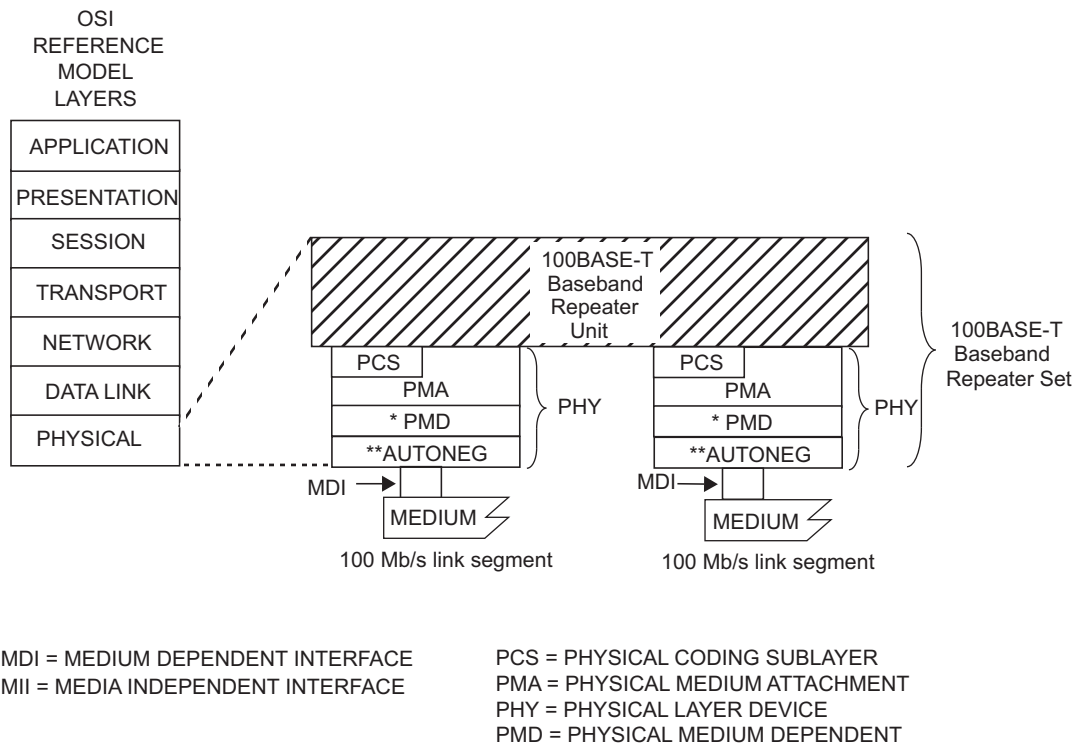 OSI
REFERENCE
MODEL
LAYERS
APPLICATION
PRESENTATION
SESSION
TRANSPORT
NETWORK
DATA LINK
PHYSICAL
100BASE-T
Baseband
Repeater
Unit
PCS
PMA
* PMD
**AUTONEG
PHY
MDI
MEDIUM
100 Mb/s link segment
PCS
PMA
* PMD
**AUTONEG
PHY
MDI
MEDIUM
100 Mb/s link segment
100BASE-T
Baseband
Repeater Set
MDI = MEDIUM DEPENDENT INTERFACE
MII = MEDIA INDEPENDENT INTERFACE
PCS = PHYSICAL CODING SUBLAYER
PMA = PHYSICAL MEDIUM ATTACHMENT
PHY = PHYSICAL LAYER DEVICE
PMD = PHYSICAL MEDIUM DEPENDENT